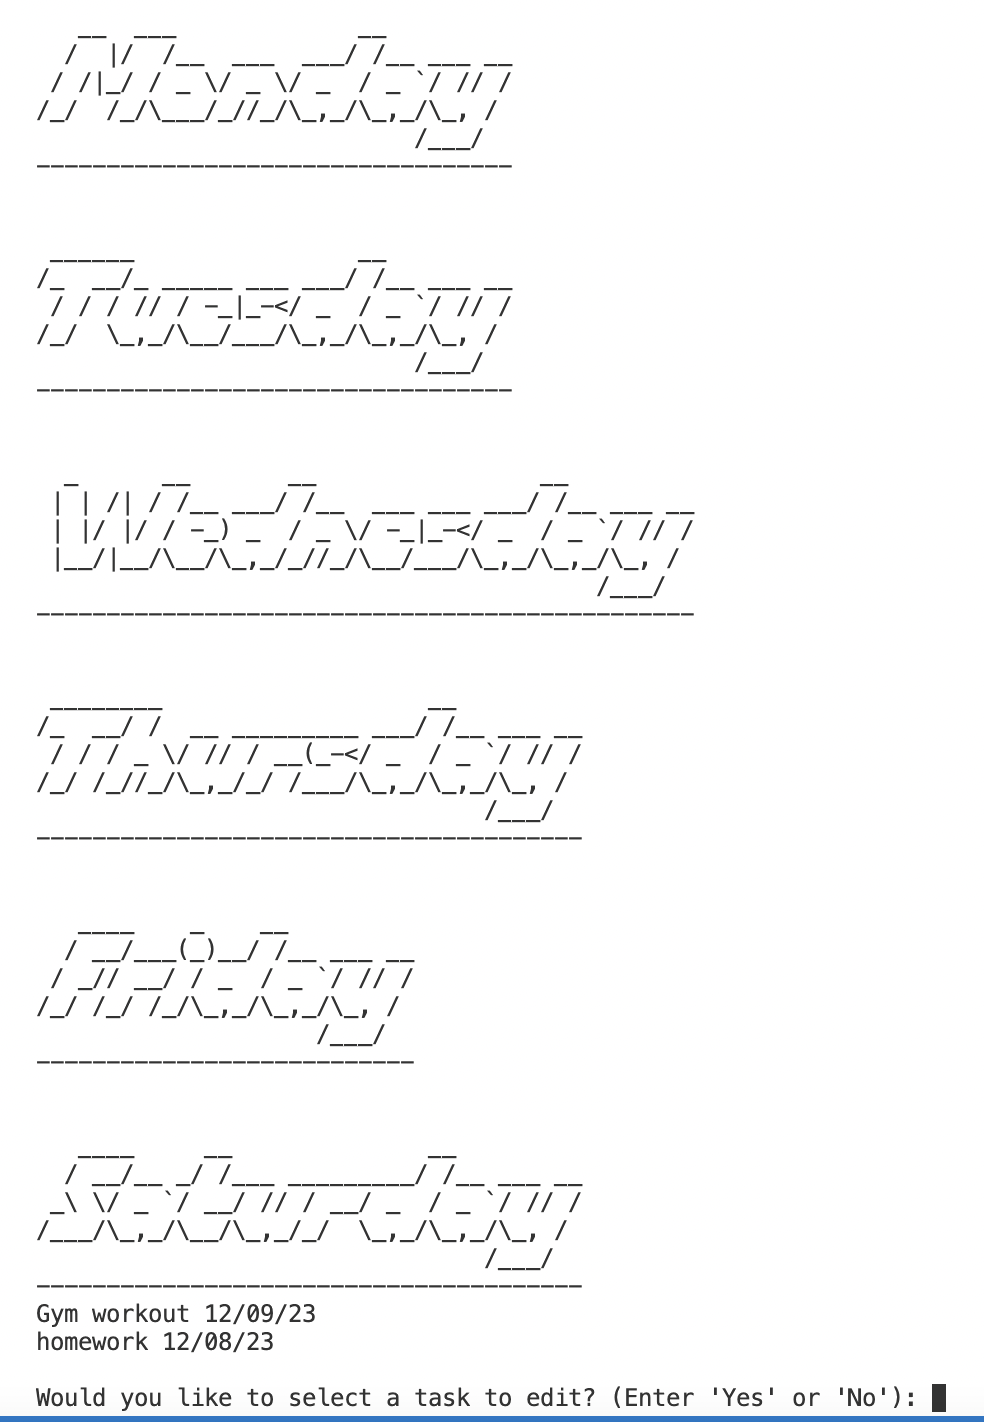 Monday
Tuesday
Wednesday
Thursday
Friday
Saturday
Gym workout 12/09/23
homework 12/08/23
Would you like to select a task to edit? (Enter 'Yes' or 'No'):